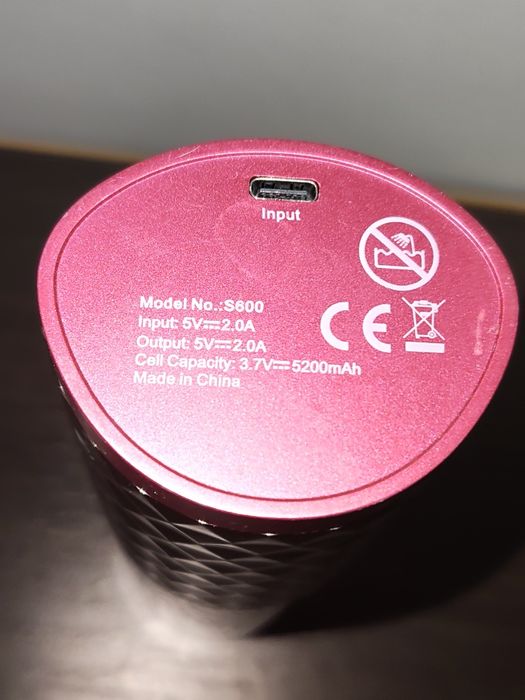 Input
Model No.:S600
Input: 5V⎓2.0A
Output: 5V⎓2.0A
Cell Capacity: 3.7V⎓5200mAh
Made in China
CE